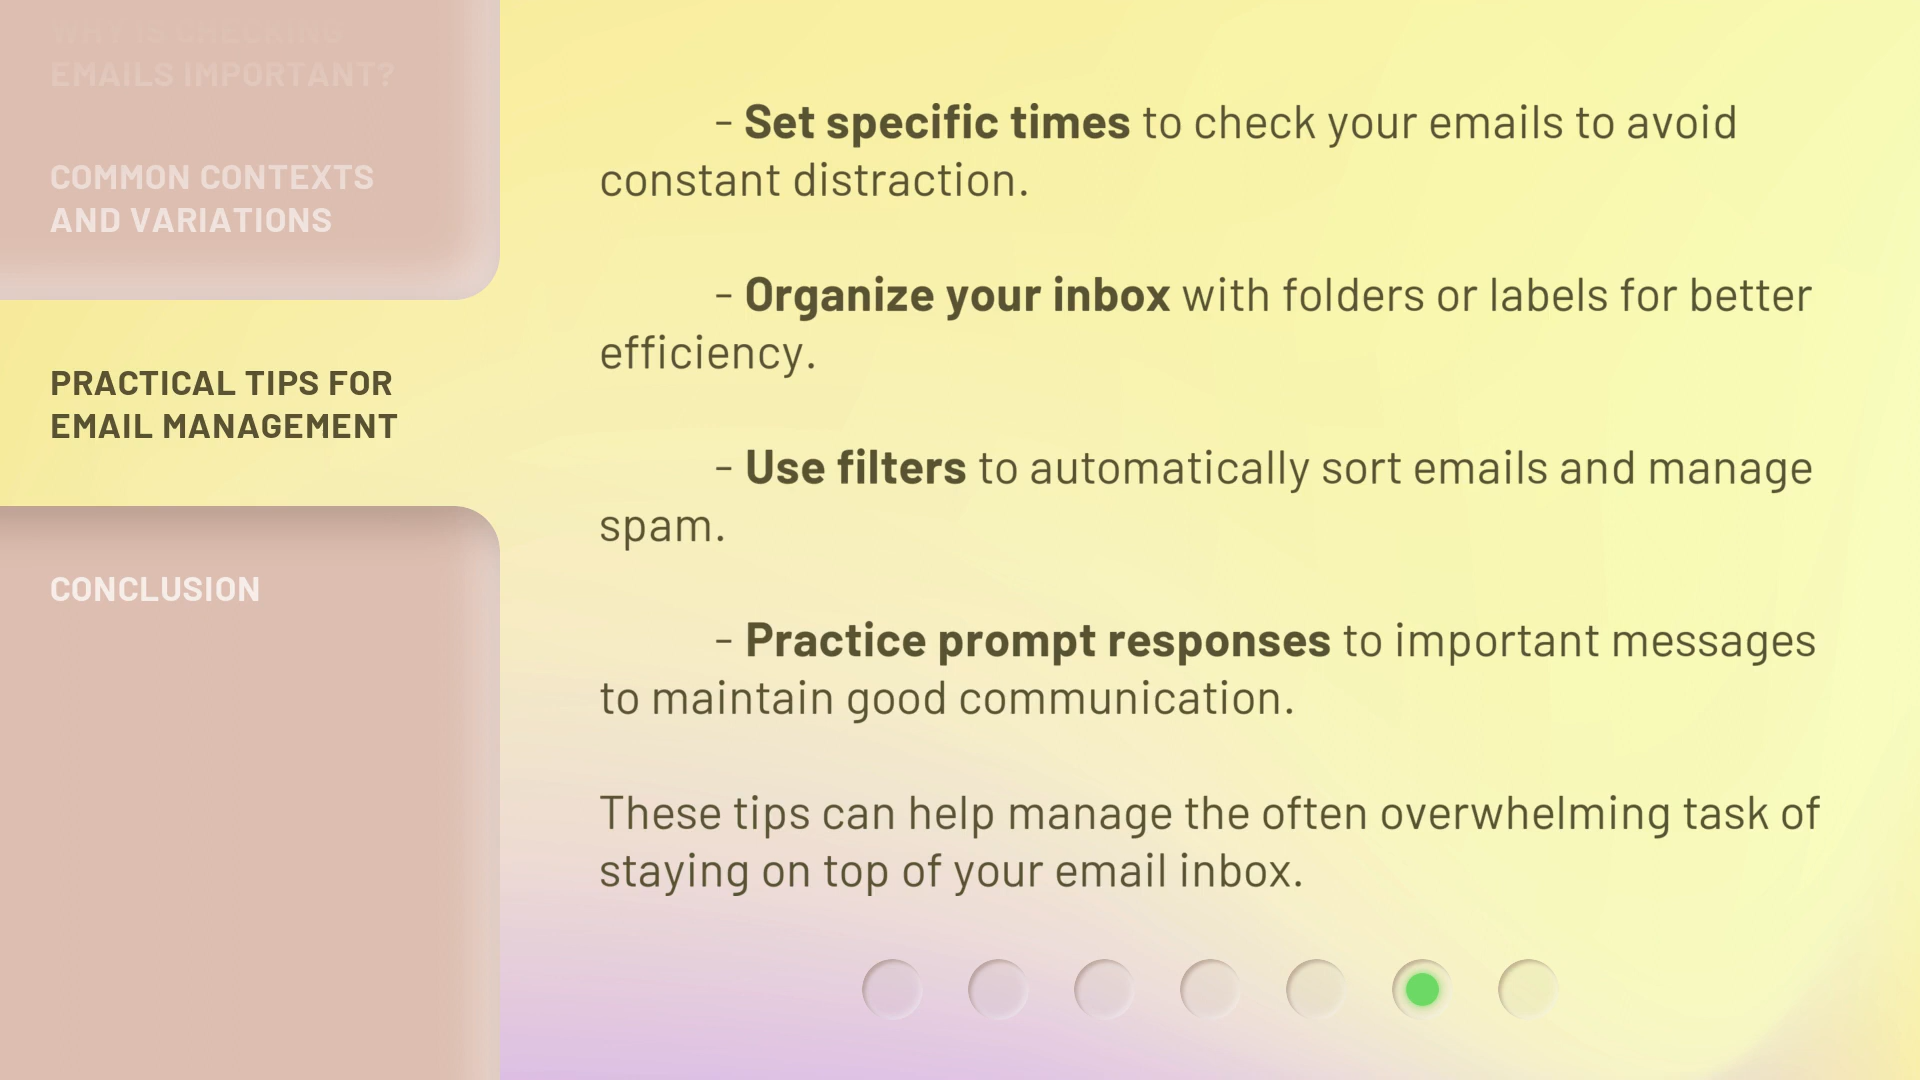 WHY IS CHECKING
EMAILS IMPORTANT?
COMMON CONTEXTS
AND VARIATIONS
PRACTICAL TIPS FOR
EMAIL MANAGEMENT
CONCLUSION
- Set specific times to check your emails to avoid
constant distraction.
- Organize your inbox with folders or labels for better
efficiency.
- Use filters to automatically sort emails and manage
spam.
- Practice prompt responses to important messages
to maintain good communication.
These tips can help manage the often overwhelming task of
staying on top of your email inbox.